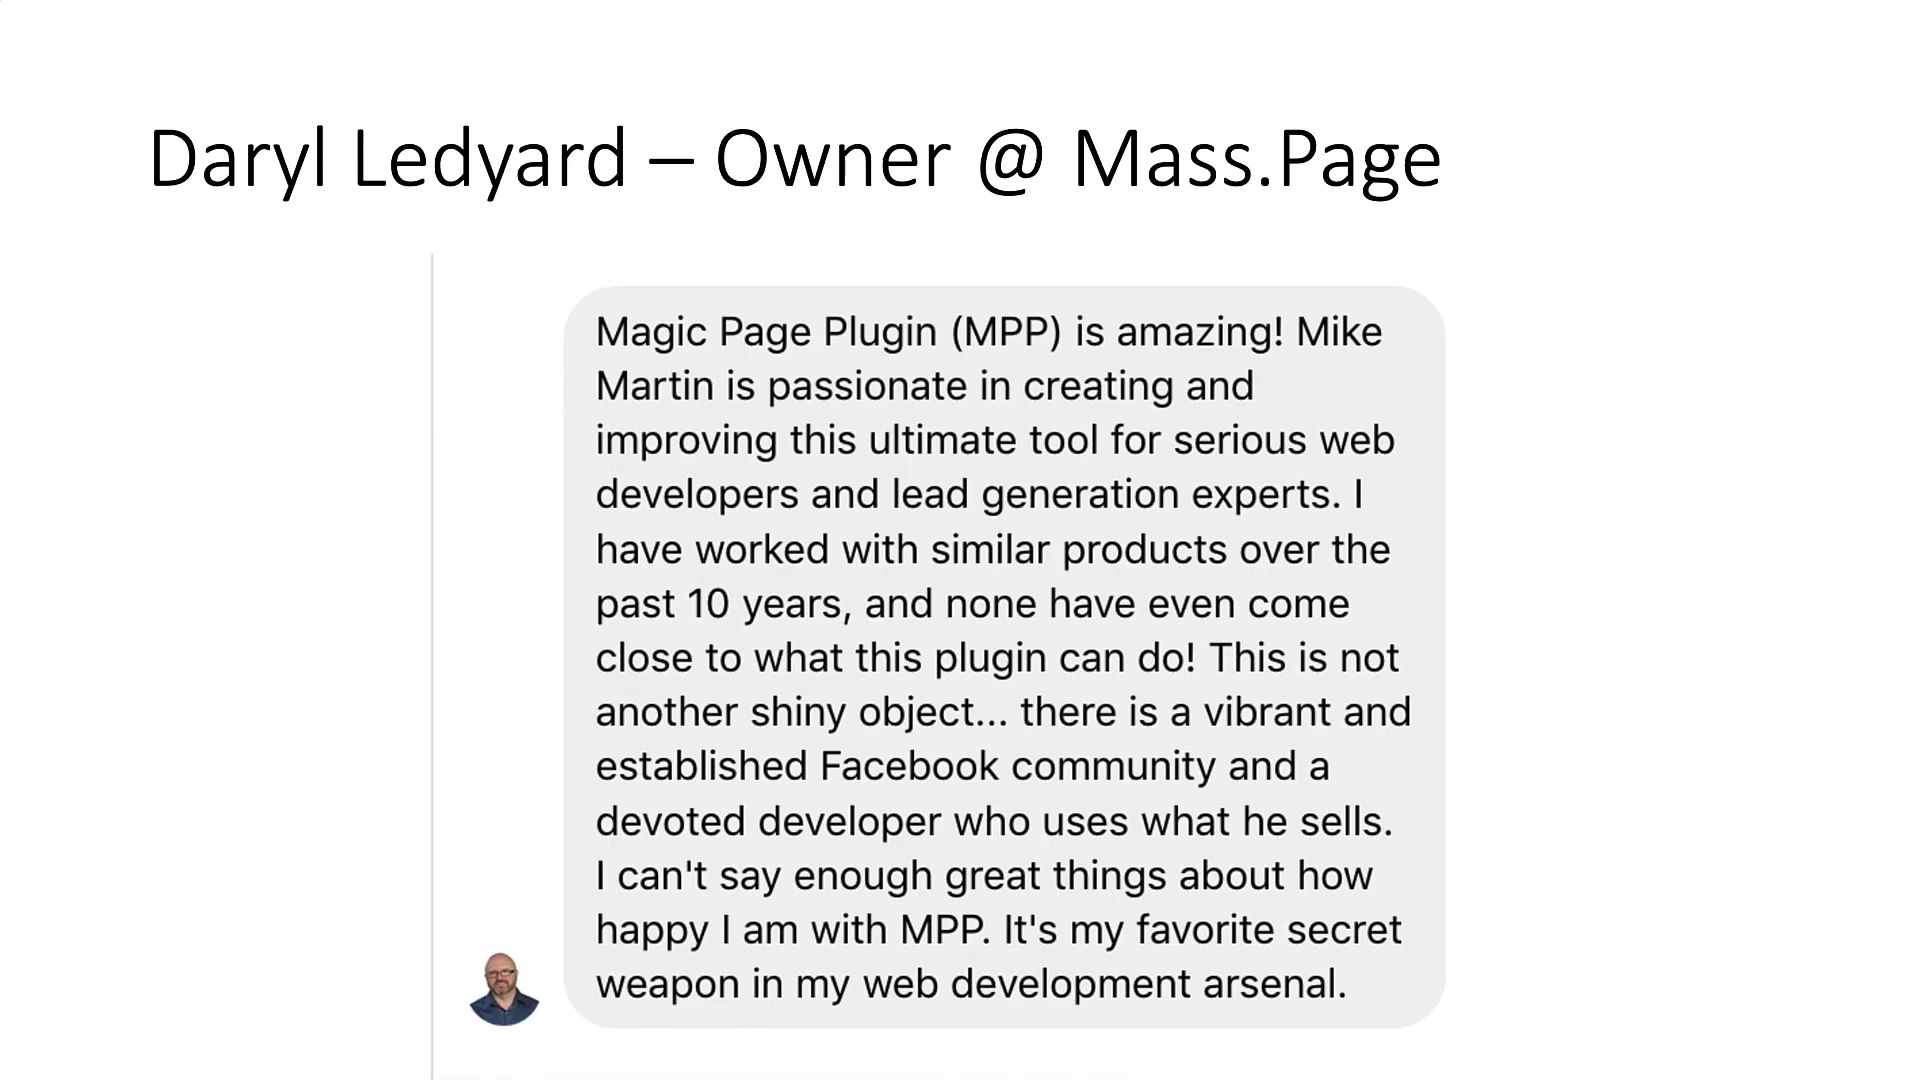 Daryl Ledyard – Owner @ Mass.Page
Magic Page Plugin (MPP) is amazing! Mike
Martin is passionate in creating and
improving this ultimate tool for serious web
developers and lead generation experts. I
have worked with similar products over the
past 10 years, and none have even come
close to what this plugin can do! This is not
another shiny object... there is a vibrant and
established Facebook community and a
devoted developer who uses what he sells.
I can't say enough great things about how
happy I am with MPP. It's my favorite secret
weapon in my web development arsenal.